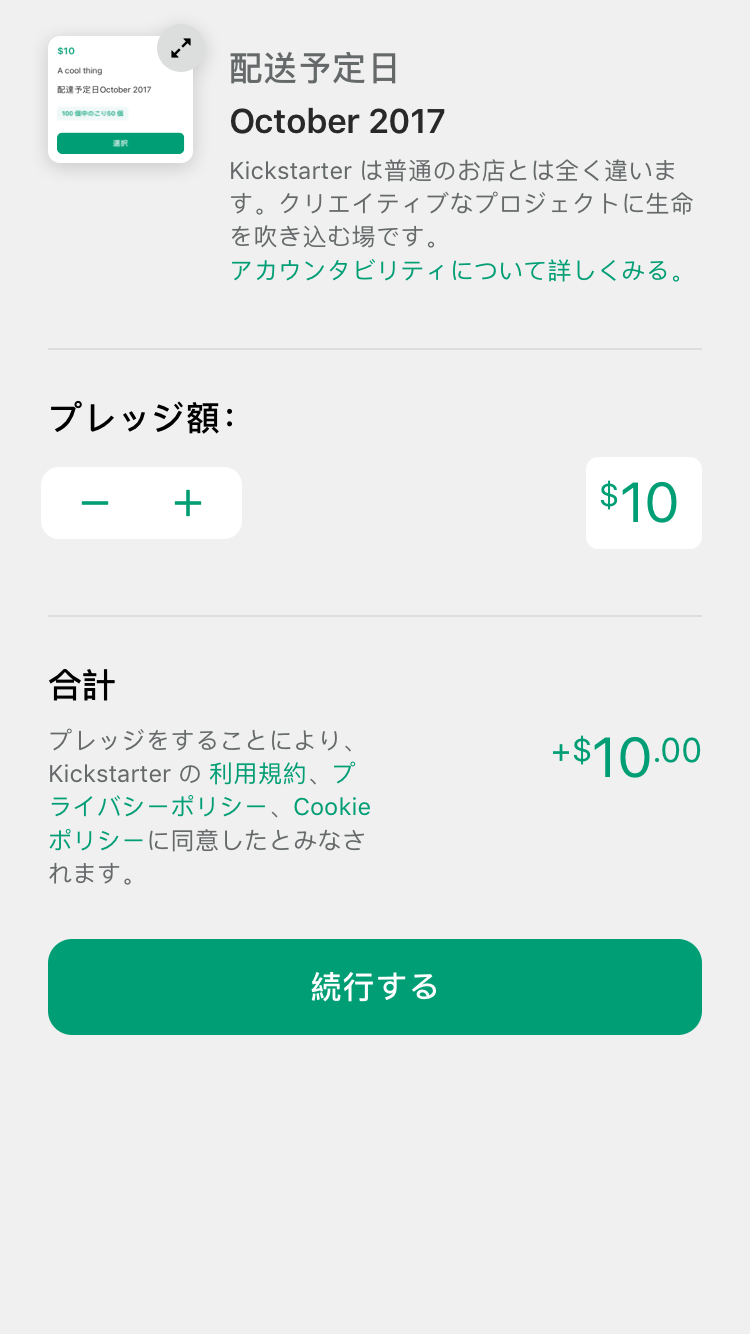 $10
A cool thing
配達予定日October 2017
100 個中のこり50 個
選択
配送予定日
October 2017
Kickstarter は普通のお店とは全く違いま
す。クリエイティブなプロジェクトに生命
を吹き込む場です。
アカウンタビリティについて詳しくみる。
プレッジ額:
$10
合計
プレッジをすることにより、
Kickstarter の 利用規約、プ
ライバシーポリシー、Cookie
ポリシーに同意したとみなさ
れます。
+$10.00
続行する